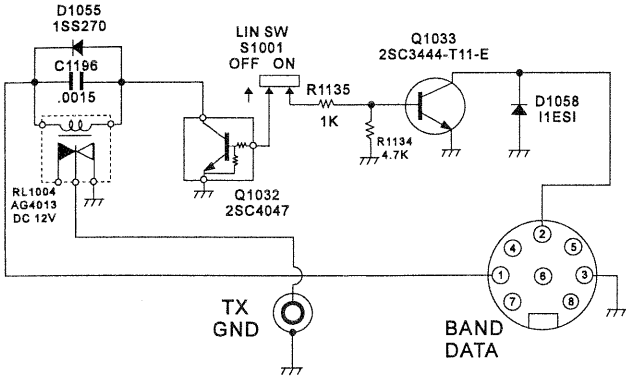 D1055
1SS270
C1196
.0015
LIN SW
S1001
OFF ON
Q1033
2SC3444-T11-E
R1135
1K
R1134
4.7K
D1058
I1ESI
RL1004
AG4013
DC 12V
Q1032
2SC4047
2
4
5
1
6
3
7
8
TX
GND
BAND
DATA